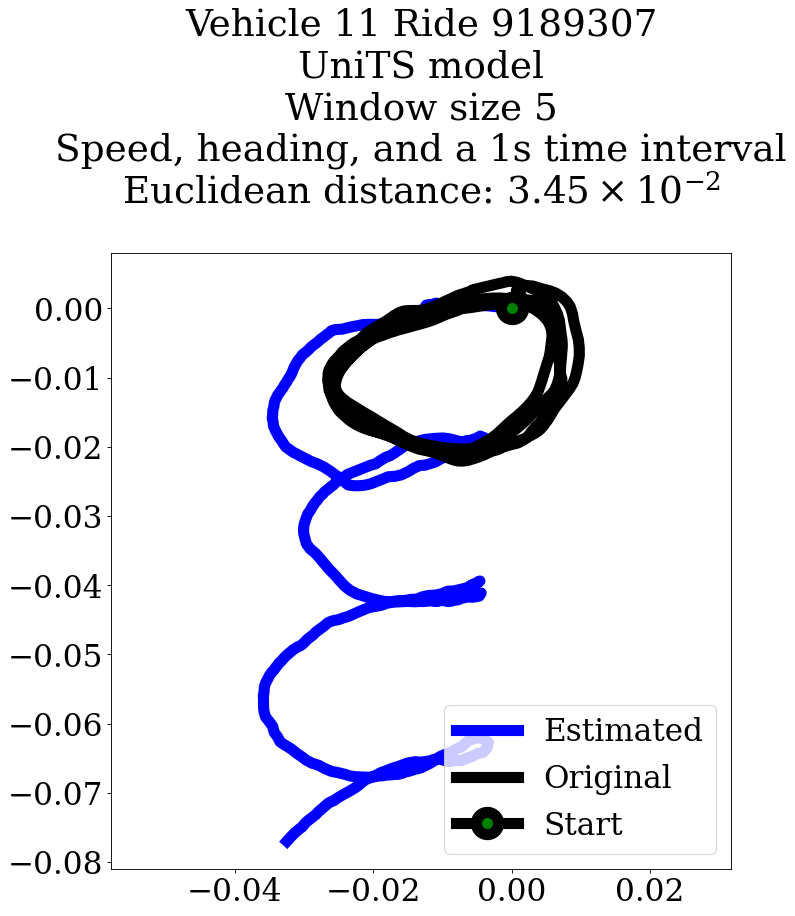 Vehicle 11 Ride 9189307
UniTS model
Window size 5
Speed, heading, and a 1s time interval
Euclidean distance: 3.45 × 10⁻²
0.00
−0.01
−0.02
−0.03
−0.04
−0.05
−0.06
−0.07
−0.08
Estimated
Original
Start
−0.04 −0.02 0.00 0.02